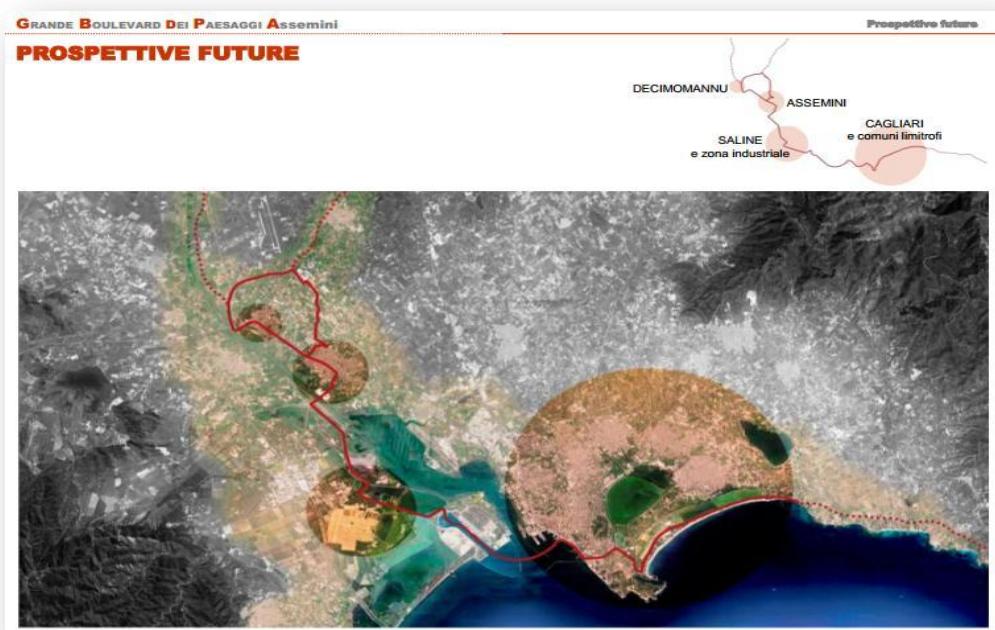 GRANDE BOULEVARD DEI PAESAGGI Assemini
Prospettive future
PROSPETTIVE FUTURE
DECIMOMANNU
ASSEMINI
CAGLIARI
e comuni limitrofi
SALINE
e zona industriale